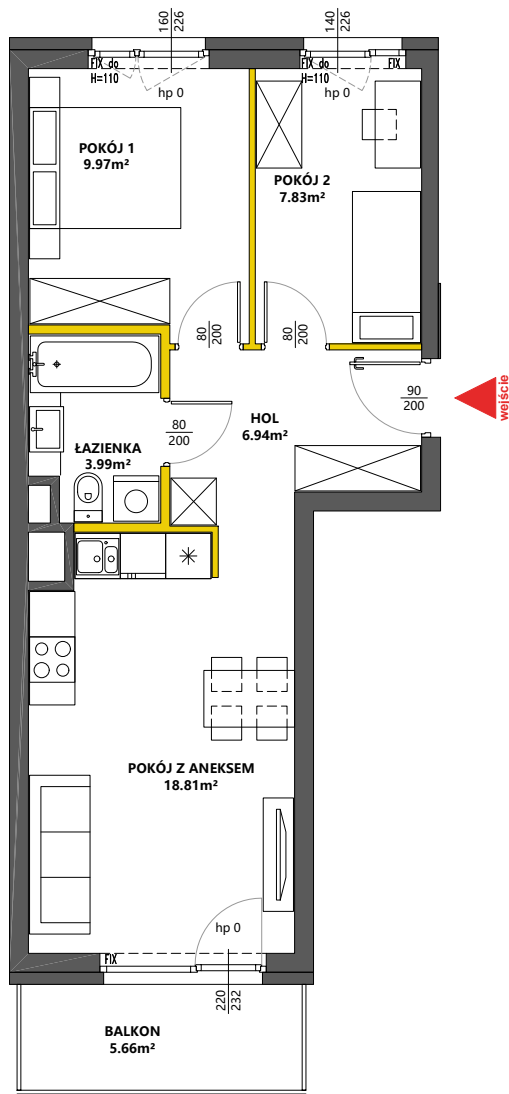 160
226
140
226
FIX do
H=110
FIX do
H=110
FIX
hp 0
hp 0
POKÓJ 1
9.97m²
POKÓJ 2
7.83m²
80
200
80
200
90
200
wejście
80
200
HOL
6.94m²
ŁAZIENKA
3.99m²
POKÓJ Z ANEKSEM
18.81m²
hp 0
FIX
220
232
BALKON
5.66m²